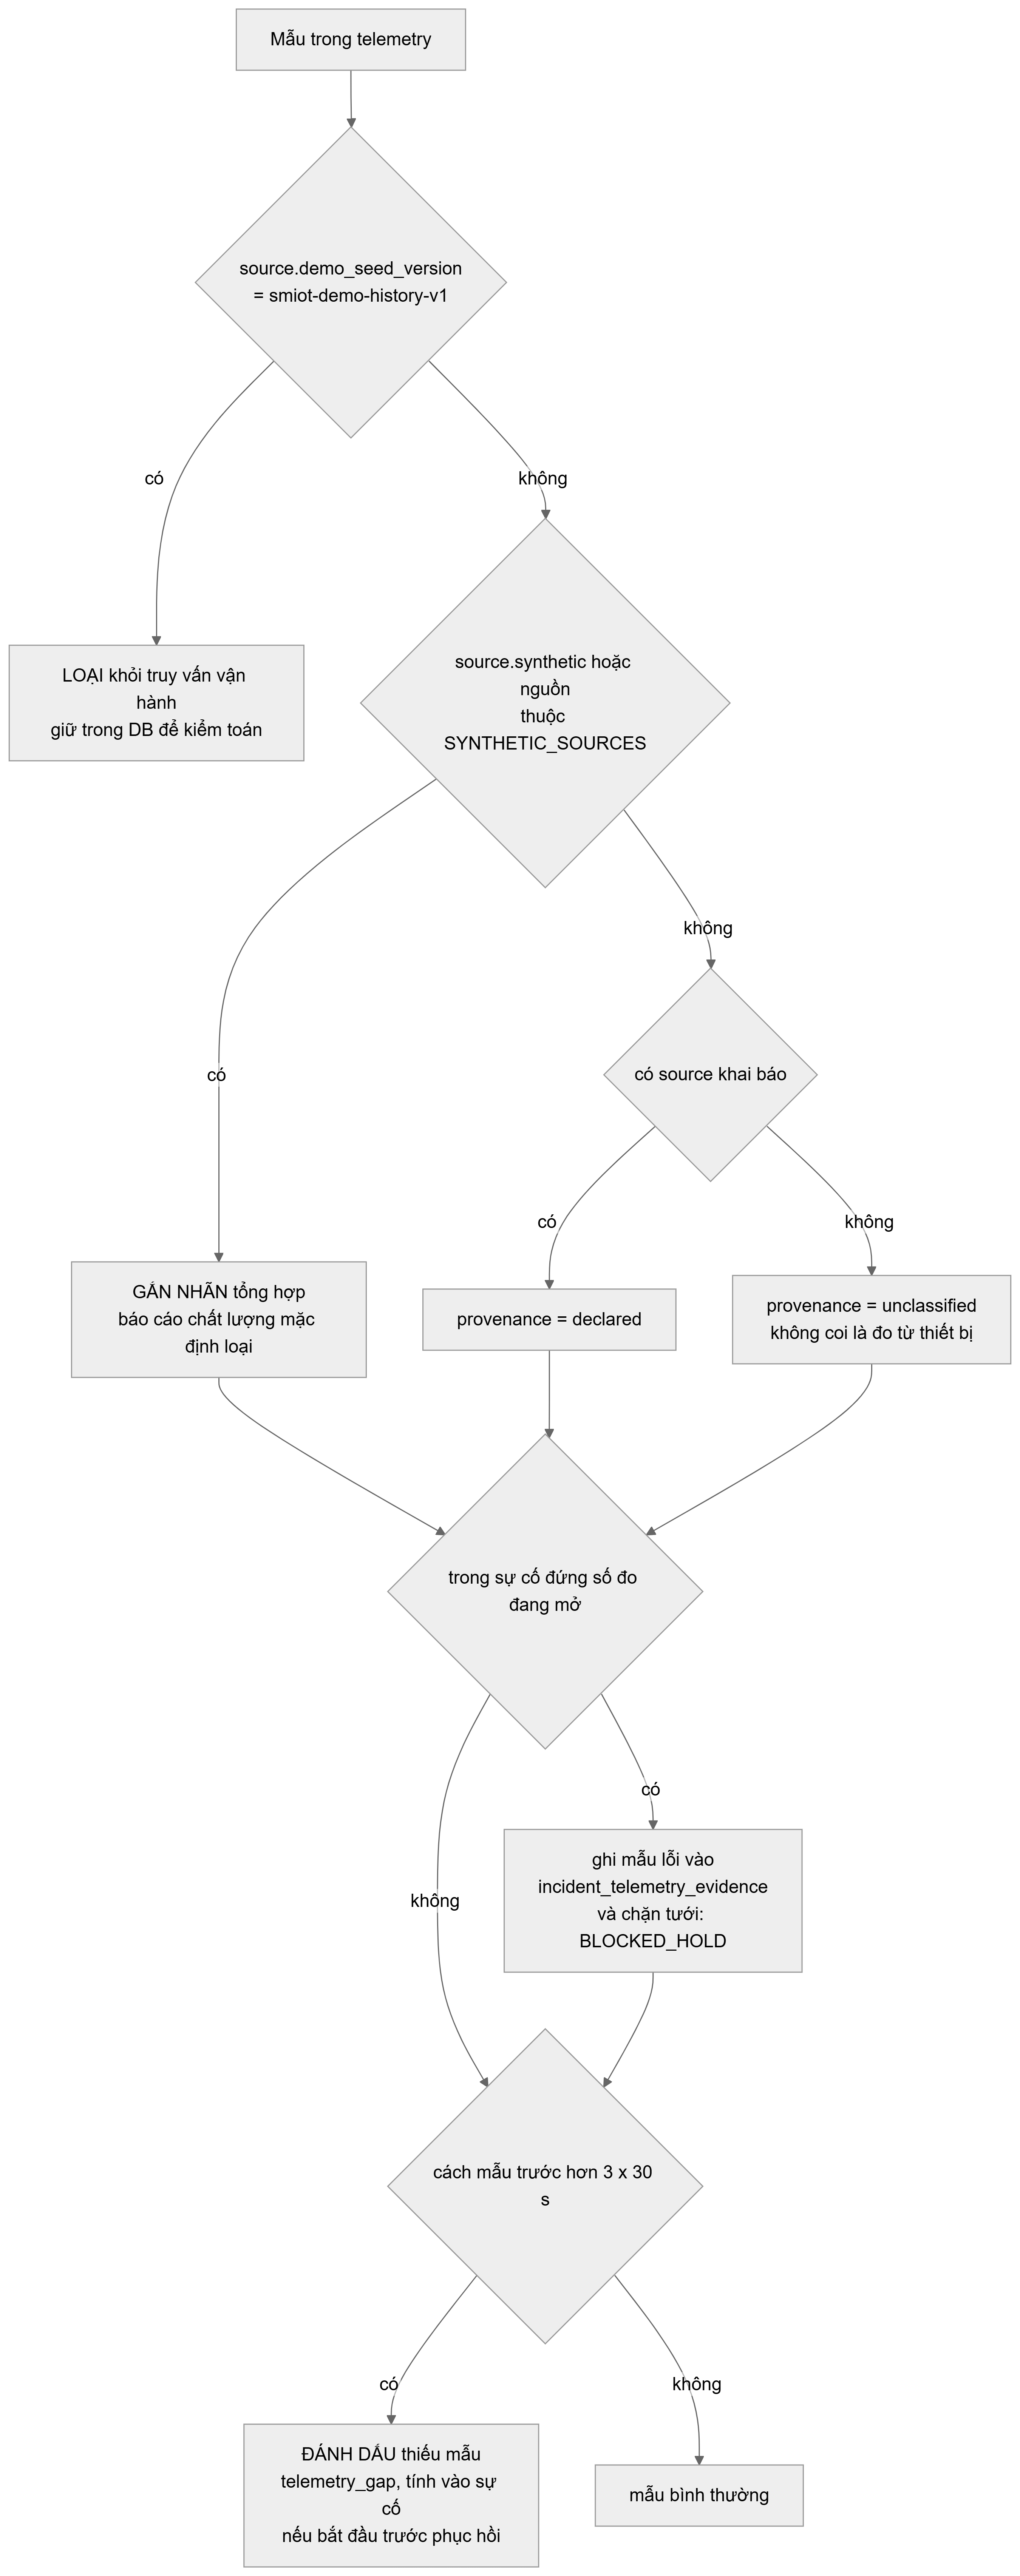 Mẫu trong telemetry
source.demo_seed_version
= smiot-demo-history-v1
có
không
LOẠI khỏi truy vấn vận
hành
giữ trong DB để kiểm toán
source.synthetic hoặc
nguồn
thuộc
SYNTHETIC_SOURCES
có
không
có source khai báo
có
không
GẮN NHÃN tổng hợp
báo cáo chất lượng mặc
định loại
provenance = declared
provenance = unclassified
không coi là đo từ thiết bị
trong sự cố đứng số đo
đang mở
có
không
ghi mẫu lỗi vào
incident_telemetry_evidence
và chặn tưới:
BLOCKED_HOLD
cách mẫu trước hơn 3 x 30
s
có
không
ĐÁNH DẤU thiếu mẫu
telemetry_gap, tính vào sự
cố
nếu bắt đầu trước phục hồi
mẫu bình thường